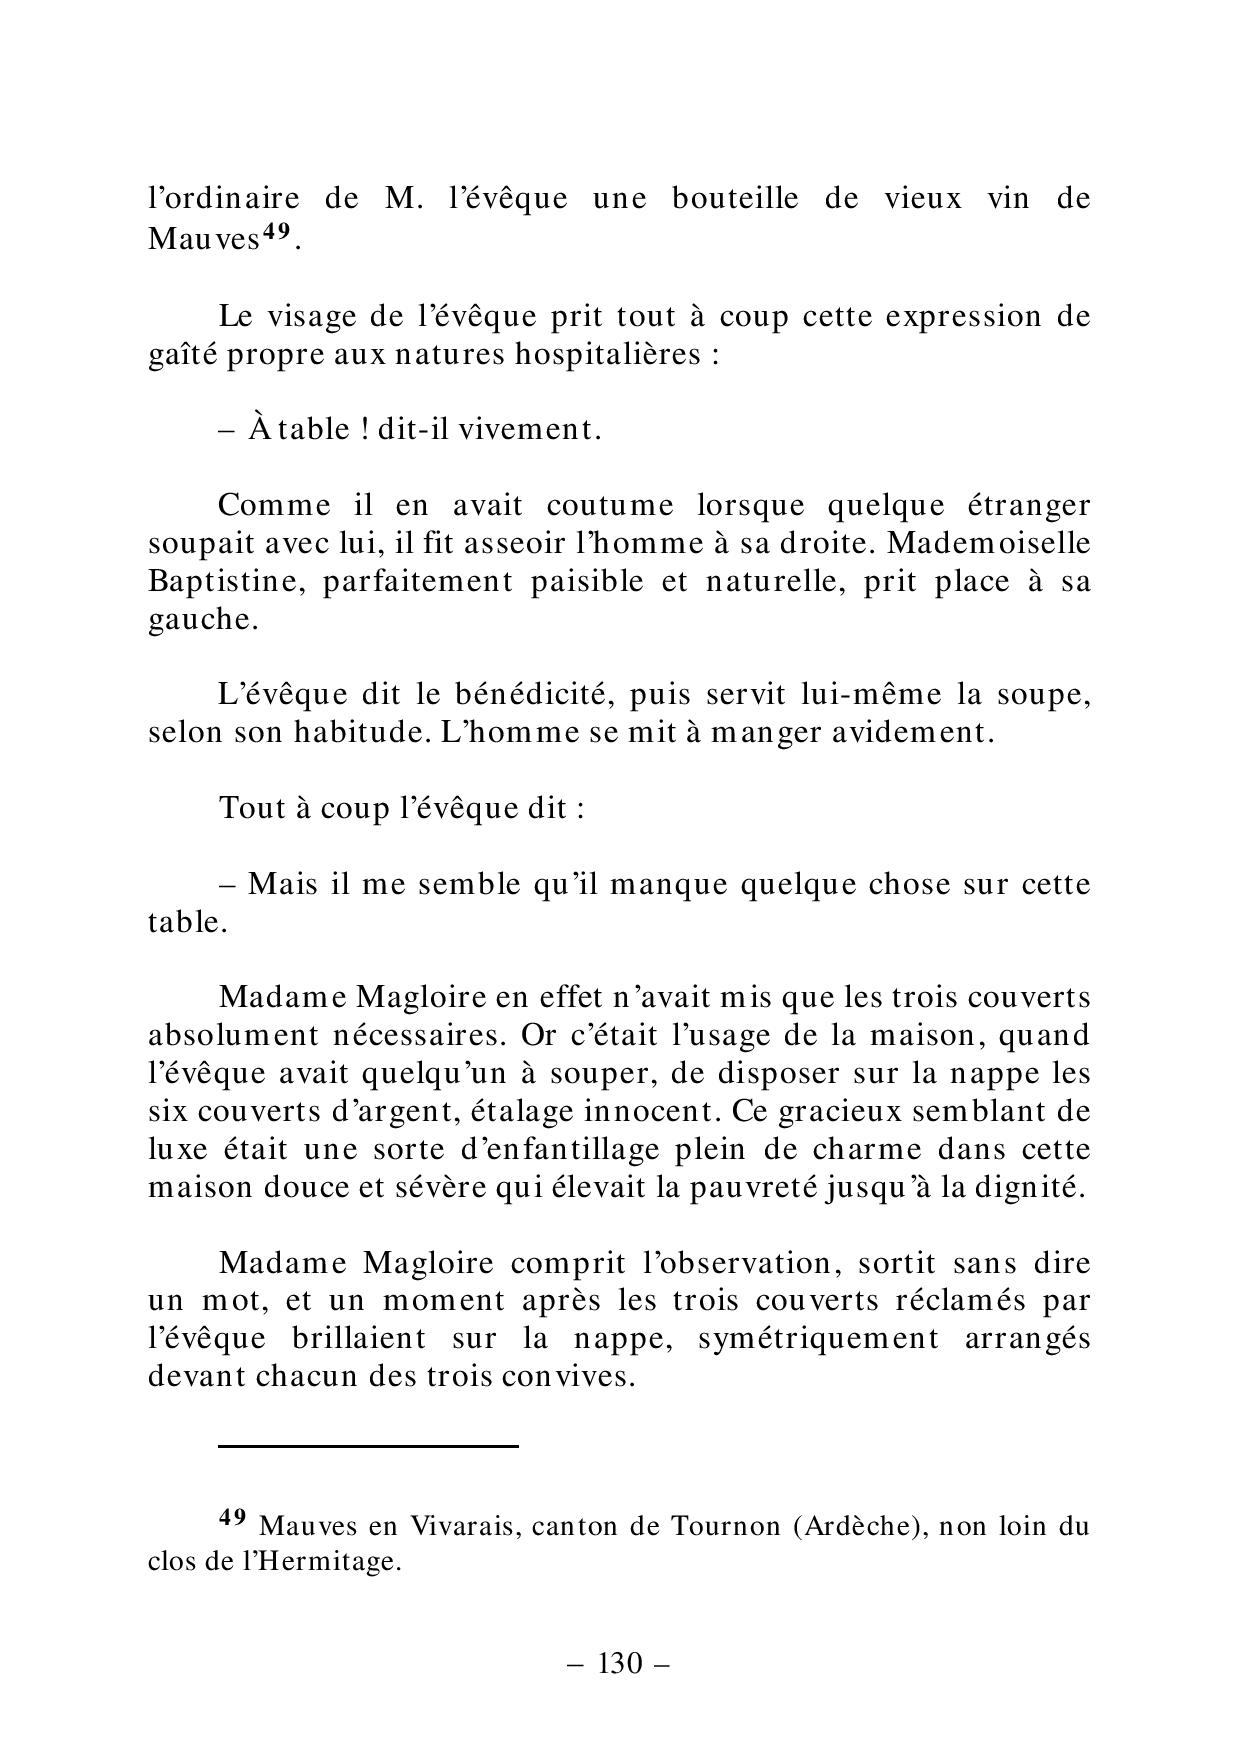 l’ordinaire de M. l’évêque une bouteille de vieux vin de
Mauves49.
Le visage de l’évêque prit tout à coup cette expression de
gaîté propre aux natures hospitalières :
– À table ! dit-il vivement.
Comme il en avait coutume lorsque quelque étranger
soupait avec lui, il fit asseoir l’homme à sa droite. Mademoiselle
Baptistine, parfaitement paisible et naturelle, prit place à sa
gauche.
L’évêque dit le bénédicité, puis servit lui-même la soupe,
selon son habitude. L’homme se mit à manger avidement.
Tout à coup l’évêque dit :
– Mais il me semble qu’il manque quelque chose sur cette
table.
Madame Magloire en effet n’avait mis que les trois couverts
absolument nécessaires. Or c’était l’usage de la maison, quand
l’évêque avait quelqu’un à souper, de disposer sur la nappe les
six couverts d’argent, étalage innocent. Ce gracieux semblant de
luxe était une sorte d’enfantillage plein de charme dans cette
maison douce et sévère qui élevait la pauvreté jusqu’à la dignité.
Madame Magloire comprit l’observation, sortit sans dire
un mot, et un moment après les trois couverts réclamés par
l’évêque brillaient sur la nappe, symétriquement arrangés
devant chacun des trois convives.
49 Mauves en Vivarais, canton de Tournon (Ardèche), non loin du
clos de l’Hermitage.
– 130 –